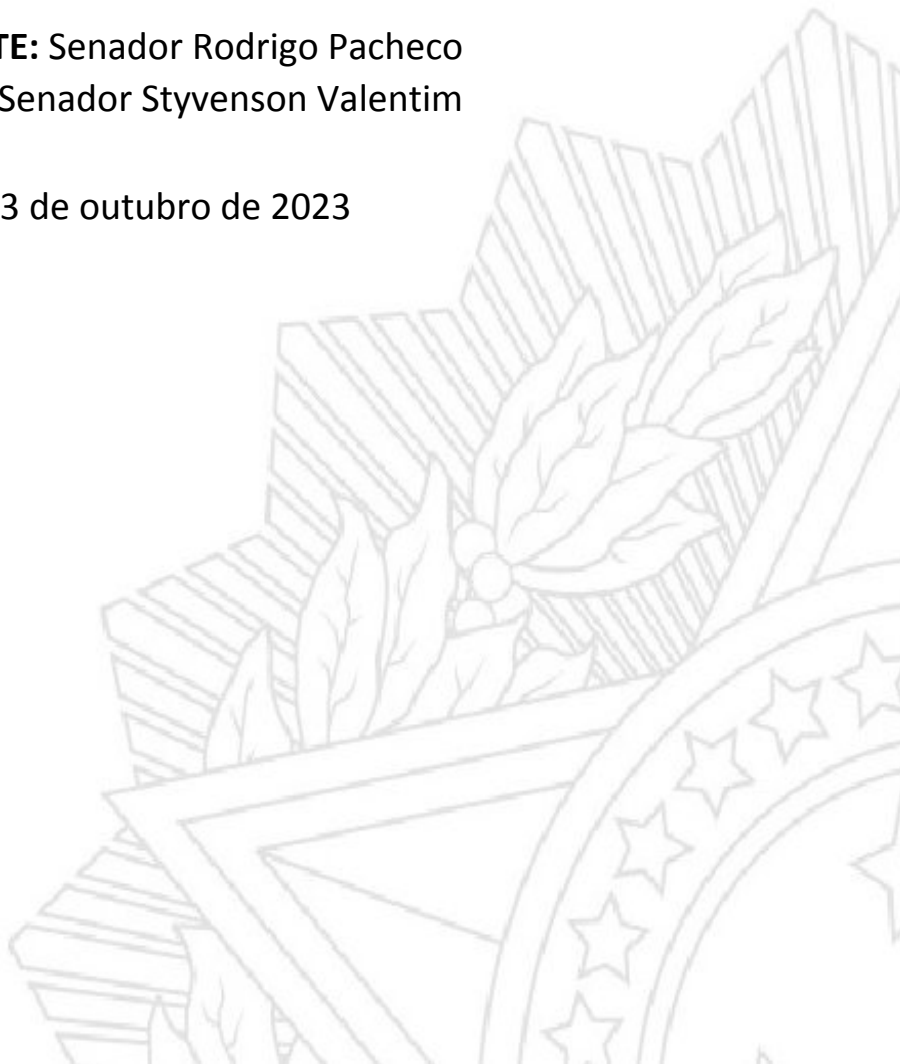 TE: Senador Rodrigo Pacheco
Senador Styvenson Valentim
3 de outubro de 2023